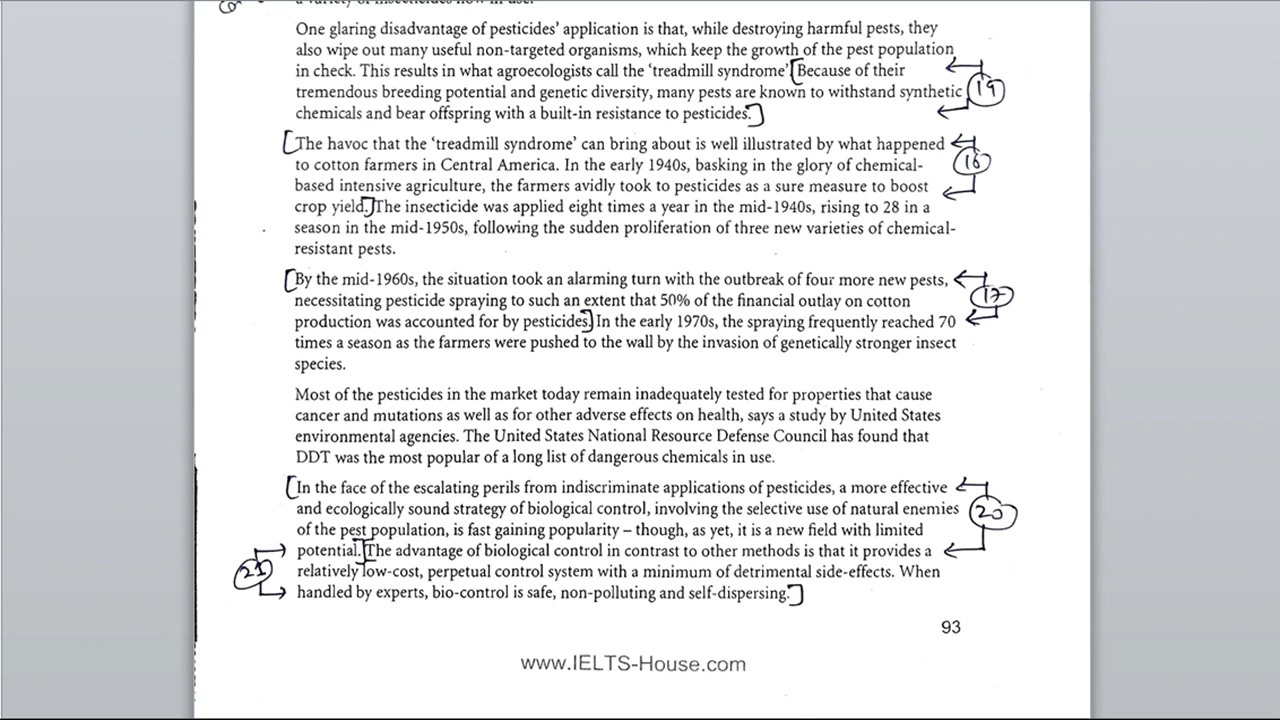 One glaring disadvantage of pesticides' application is that, while destroying harmful pests, they
also wipe out many useful non-targeted organisms, which keep the growth of the pest population
in check. This results in what agroecologists call the 'treadmill syndrome'. [Because of their
tremendous breeding potential and genetic diversity, many pests are known to withstand synthetic
19
chemicals and bear offspring with a built-in resistance to pesticides.]
[The havoc that the 'treadmill syndrome' can bring about is well illustrated by what happened
to cotton farmers in Central America. In the early 1940s, basking in the glory of chemical-
based intensive agriculture, the farmers avidly took to pesticides as a sure measure to boost
crop yield.] The insecticide was applied eight times a year in the mid-1940s, rising to 28 in a
season in the mid-1950s, following the sudden proliferation of three new varieties of chemical-
resistant pests.
[By the mid-1960s, the situation took an alarming turn with the outbreak of four more new pests,
necessitating pesticide spraying to such an extent that 50% of the financial outlay on cotton
17
production was accounted for by pesticides.] In the early 1970s, the spraying frequently reached 70
times a season as the farmers were pushed to the wall by the invasion of genetically stronger insect
species.
Most of the pesticides in the market today remain inadequately tested for properties that cause
cancer and mutations as well as for other adverse effects on health, says a study by United States
environmental agencies. The United States National Resource Defense Council has found that
DDT was the most popular of a long list of dangerous chemicals in use.
[In the face of the escalating perils from indiscriminate applications of pesticides, a more effective
and ecologically sound strategy of biological control, involving the selective use of natural enemies
20
of the pest population, is fast gaining popularity – though, as yet, it is a new field with limited
potential.] [The advantage of biological control in contrast to other methods is that it provides a
relatively low-cost, perpetual control system with a minimum of detrimental side-effects. When
handled by experts, bio-control is safe, non-polluting and self-dispersing.]
93
www.IELTS-House.com